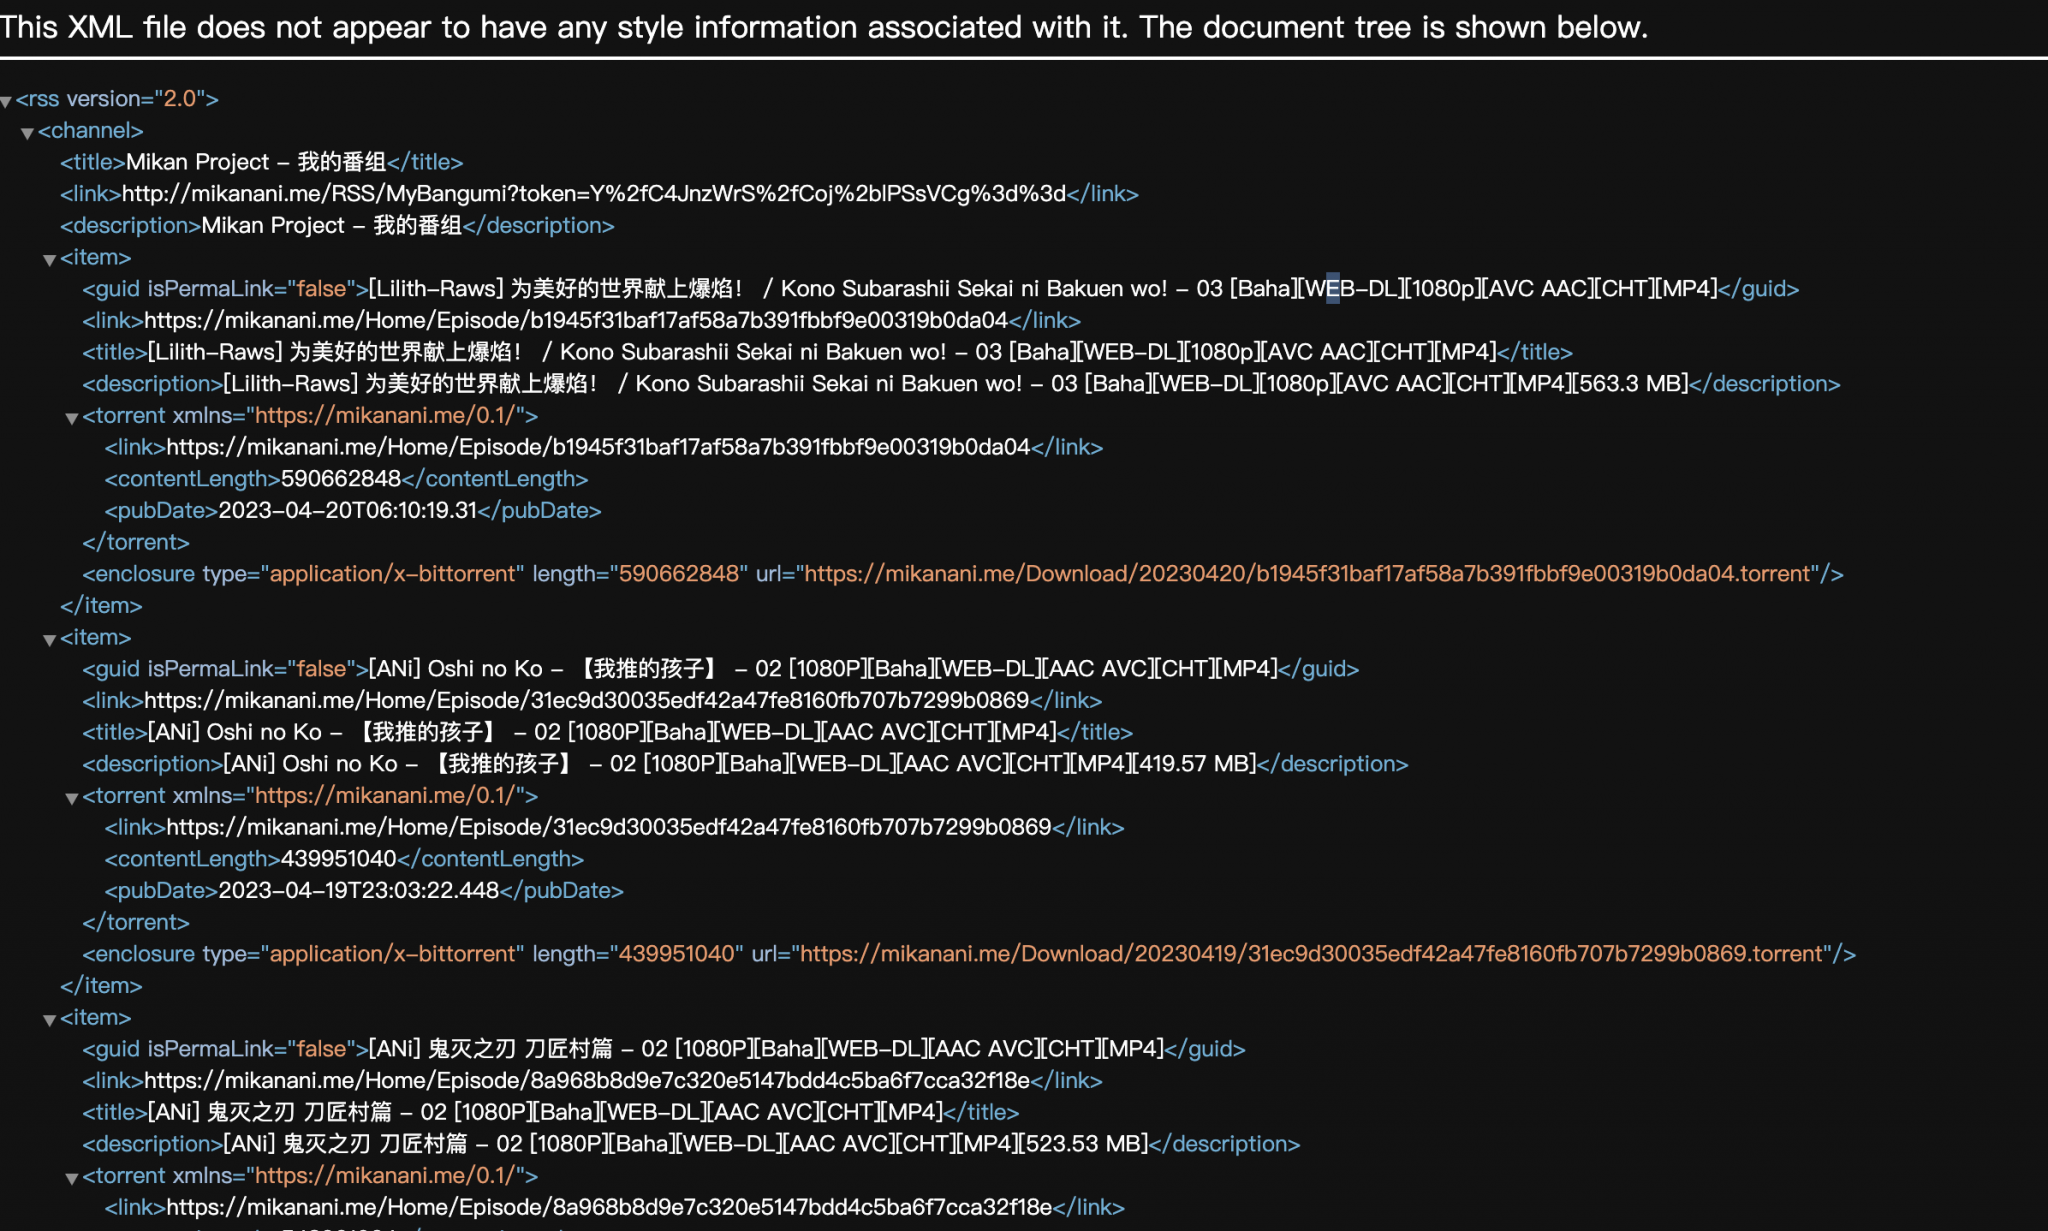 This XML file does not appear to have any style information associated with it. The document tree is shown below.
<rss version="2.0">
<channel>
<title>Mikan Project – 我的番组</title>
<link>http://mikanani.me/RSS/MyBangumi?token=Y%2fC4JnzWrS%2fCoj%2blPSsVCg%3d%3d</link>
<description>Mikan Project – 我的番组</description>
<item>
<guid isPermaLink="false">[Lilith-Raws] 为美好的世界献上爆焰！ / Kono Subarashii Sekai ni Bakuen wo! – 03 [Baha][WEB-DL][1080p][AVC AAC][CHT][MP4]</guid>
<link>https://mikanani.me/Home/Episode/b1945f31baf17af58a7b391fbbf9e00319b0da04</link>
<title>[Lilith-Raws] 为美好的世界献上爆焰！ / Kono Subarashii Sekai ni Bakuen wo! – 03 [Baha][WEB-DL][1080p][AVC AAC][CHT][MP4]</title>
<description>[Lilith-Raws] 为美好的世界献上爆焰！ / Kono Subarashii Sekai ni Bakuen wo! – 03 [Baha][WEB-DL][1080p][AVC AAC][CHT][MP4][563.3 MB]</description>
<torrent xmlns="https://mikanani.me/0.1/">
<link>https://mikanani.me/Home/Episode/b1945f31baf17af58a7b391fbbf9e00319b0da04</link>
<contentLength>590662848</contentLength>
<pubDate>2023-04-20T06:10:19.31</pubDate>
</torrent>
<enclosure type="application/x-bittorrent" length="590662848" url="https://mikanani.me/Download/20230420/b1945f31baf17af58a7b391fbbf9e00319b0da04.torrent"/>
</item>
<item>
<guid isPermaLink="false">[ANi] Oshi no Ko – 【我推的孩子】 – 02 [1080P][Baha][WEB-DL][AAC AVC][CHT][MP4]</guid>
<link>https://mikanani.me/Home/Episode/31ec9d30035edf42a47fe8160fb707b7299b0869</link>
<title>[ANi] Oshi no Ko – 【我推的孩子】 – 02 [1080P][Baha][WEB-DL][AAC AVC][CHT][MP4]</title>
<description>[ANi] Oshi no Ko – 【我推的孩子】 – 02 [1080P][Baha][WEB-DL][AAC AVC][CHT][MP4][419.57 MB]</description>
<torrent xmlns="https://mikanani.me/0.1/">
<link>https://mikanani.me/Home/Episode/31ec9d30035edf42a47fe8160fb707b7299b0869</link>
<contentLength>439951040</contentLength>
<pubDate>2023-04-19T23:03:22.448</pubDate>
</torrent>
<enclosure type="application/x-bittorrent" length="439951040" url="https://mikanani.me/Download/20230419/31ec9d30035edf42a47fe8160fb707b7299b0869.torrent"/>
</item>
<item>
<guid isPermaLink="false">[ANi] 鬼灭之刃 刀匠村篇 – 02 [1080P][Baha][WEB-DL][AAC AVC][CHT][MP4]</guid>
<link>https://mikanani.me/Home/Episode/8a968b8d9e7c320e5147bdd4c5ba6f7cca32f18e</link>
<title>[ANi] 鬼灭之刃 刀匠村篇 – 02 [1080P][Baha][WEB-DL][AAC AVC][CHT][MP4]</title>
<description>[ANi] 鬼灭之刃 刀匠村篇 – 02 [1080P][Baha][WEB-DL][AAC AVC][CHT][MP4][523.53 MB]</description>
<torrent xmlns="https://mikanani.me/0.1/">
<link>https://mikanani.me/Home/Episode/8a968b8d9e7c320e5147bdd4c5ba6f7cca32f18e</link>